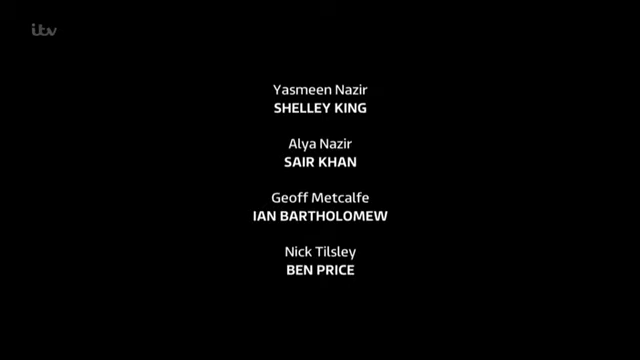 itv
Yasmeen Nazir
SHELLEY KING
Alya Nazir
SAIR KHAN
Geoff Metcalfe
IAN BARTHOLOMEW
Nick Tilsley
BEN PRICE